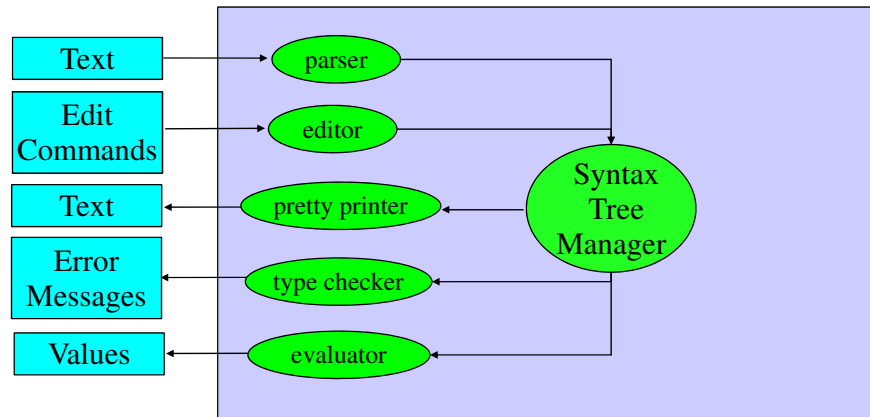 Text
parser
Edit
Commands
editor
Syntax
Tree
Manager
Text
pretty printer
Error
Messages
type checker
Values
evaluator